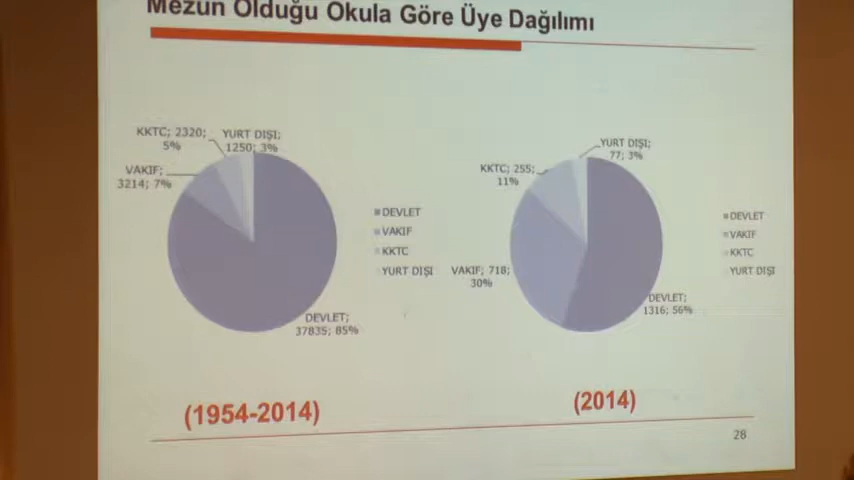 Mezun Olduğu Okula Göre Üye Dağılımı
KKTC; 2320;
5%
YURT DIŞI;
1250; 3%
VAKIF;
3214; 7%
DEVLET;
37835; 85%
DEVLET
VAKIF
KKTC
YURT DIŞI
(1954-2014)
YURT DIŞI;
77; 3%
KKTC; 255;
11%
VAKIF; 718;
30%
DEVLET;
1316; 56%
DEVLET
VAKIF
KKTC
YURT DIŞI
(2014)
28